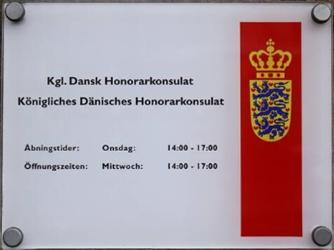 Kgl. Dansk Honorarkonsulat
Königliches Dänisches Honorarkonsulat
Åbningstider: Onsdag: 14:00 - 17:00
Öffnungszeiten: Mittwoch: 14:00 - 17:00